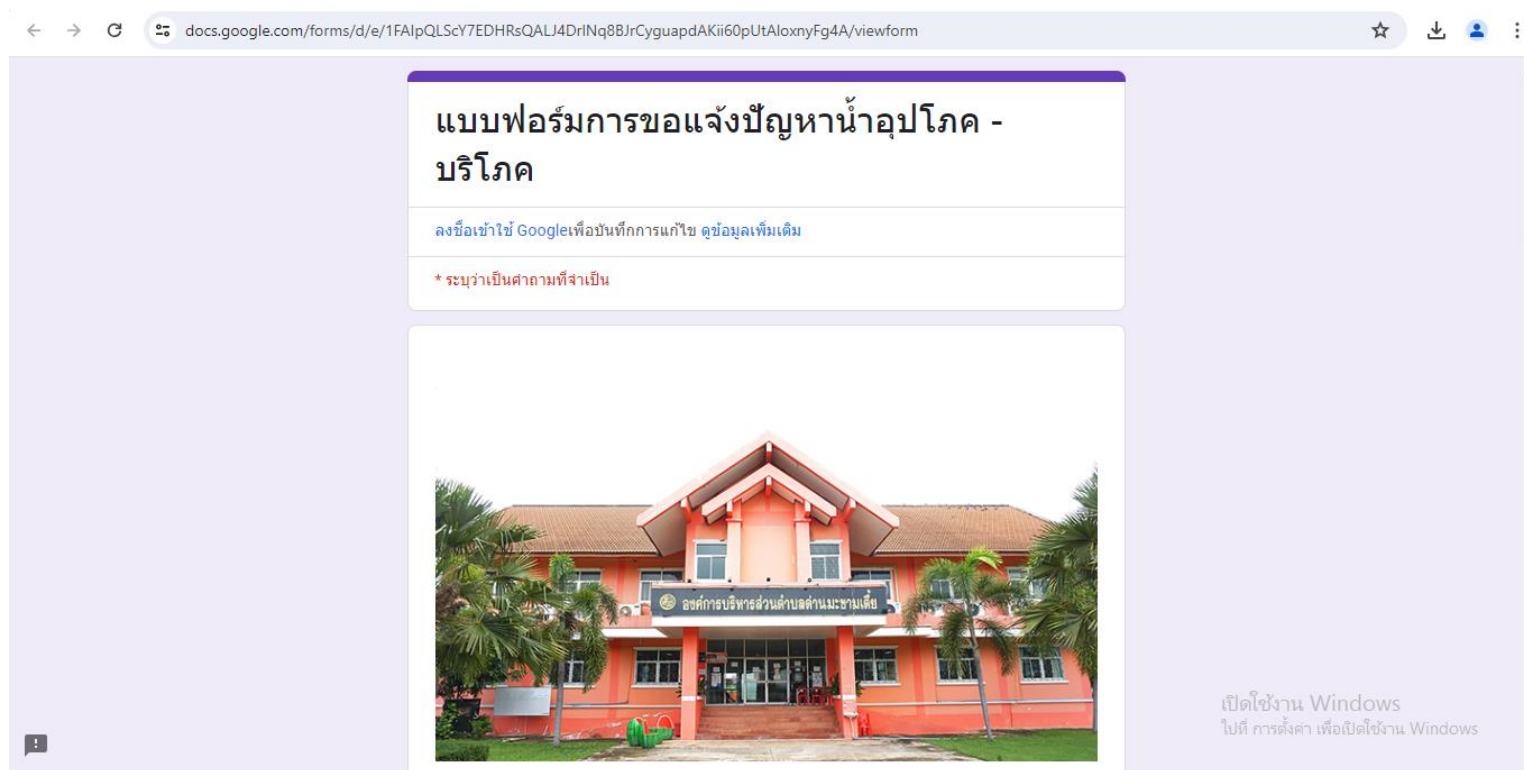 docs.google.com/forms/d/e/1FAIpQLScY7EDHRsQALJ4DrINq8BJrCyguapdAKii60pUtAloxnyFg4A/viewform
แบบฟอร์มการขอแจ้งปัญหาน้ำอุปโภค -
บริโภค
ลงชื่อเข้าใช้ Googleเพื่อบันทึกการแก้ไข ดูข้อมูลเพิ่มเติม
* ระบุว่าเป็นคำถามที่จำเป็น
องค์การบริหารส่วนตำบลด่านมะขามเตี้ย
เปิดใช้งาน Windows
ไปที่ การตั้งค่า เพื่อเปิดใช้งาน Windows